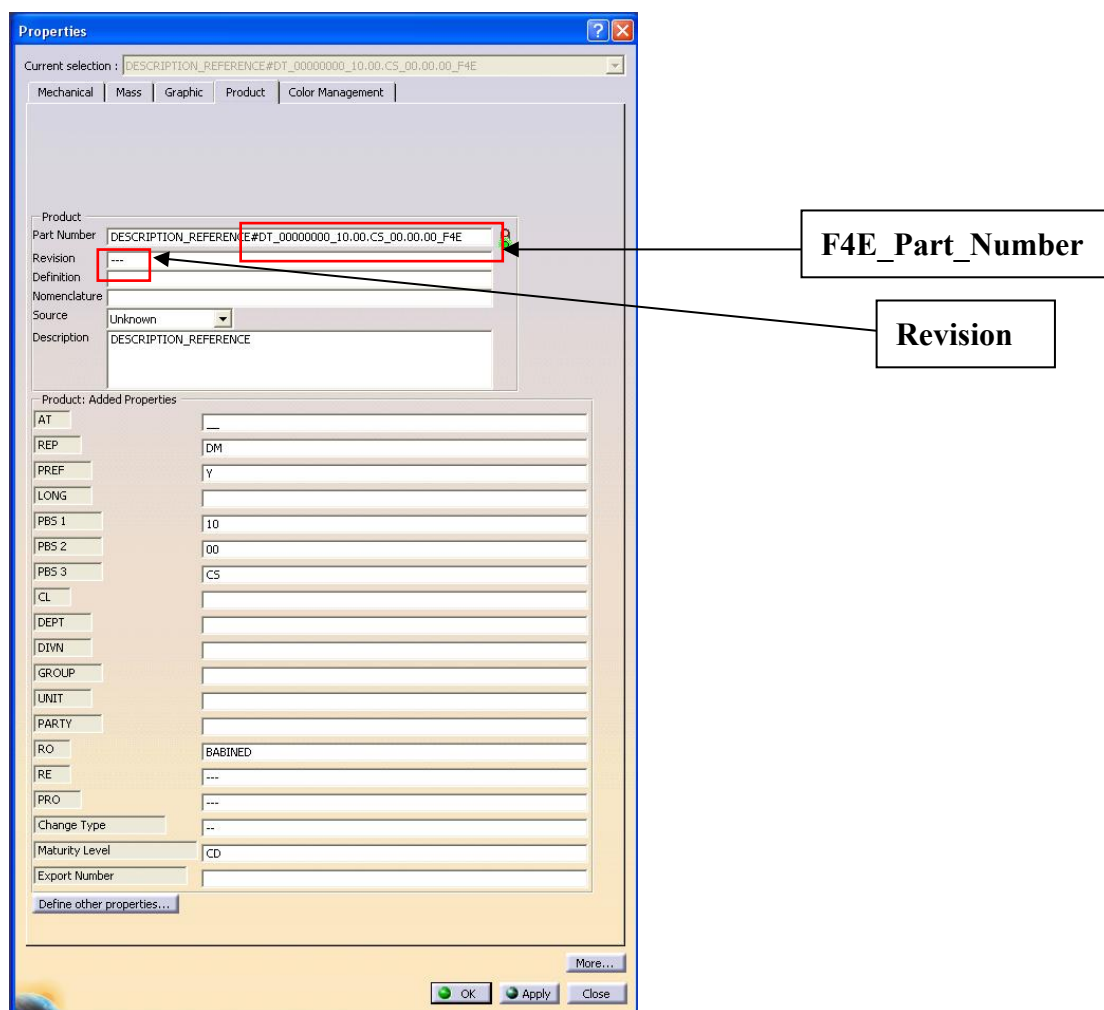 Properties
Current selection : DESCRIPTION_REFERENCE#DT_00000000_10.00.CS_00.00.00_F4E
Mechanical Mass Graphic Product Color Management
Product
Part Number DESCRIPTION_REFERENCE#DT_00000000_10.00.CS_00.00.00_F4E
F4E_Part_Number
Revision ---
Definition
Nomenclature
Source Unknown
Revision
Description DESCRIPTION_REFERENCE
Product: Added Properties
AT __
REP DM
PREF Y
LONG
PBS 1 10
PBS 2 00
PBS 3 CS
CL
DEPT
DIVN
GROUP
UNIT
PARTY
RO BABINED
RE ---
PRO ---
Change Type --
Maturity Level CD
Export Number
Define other properties...
More...
OK Apply Close